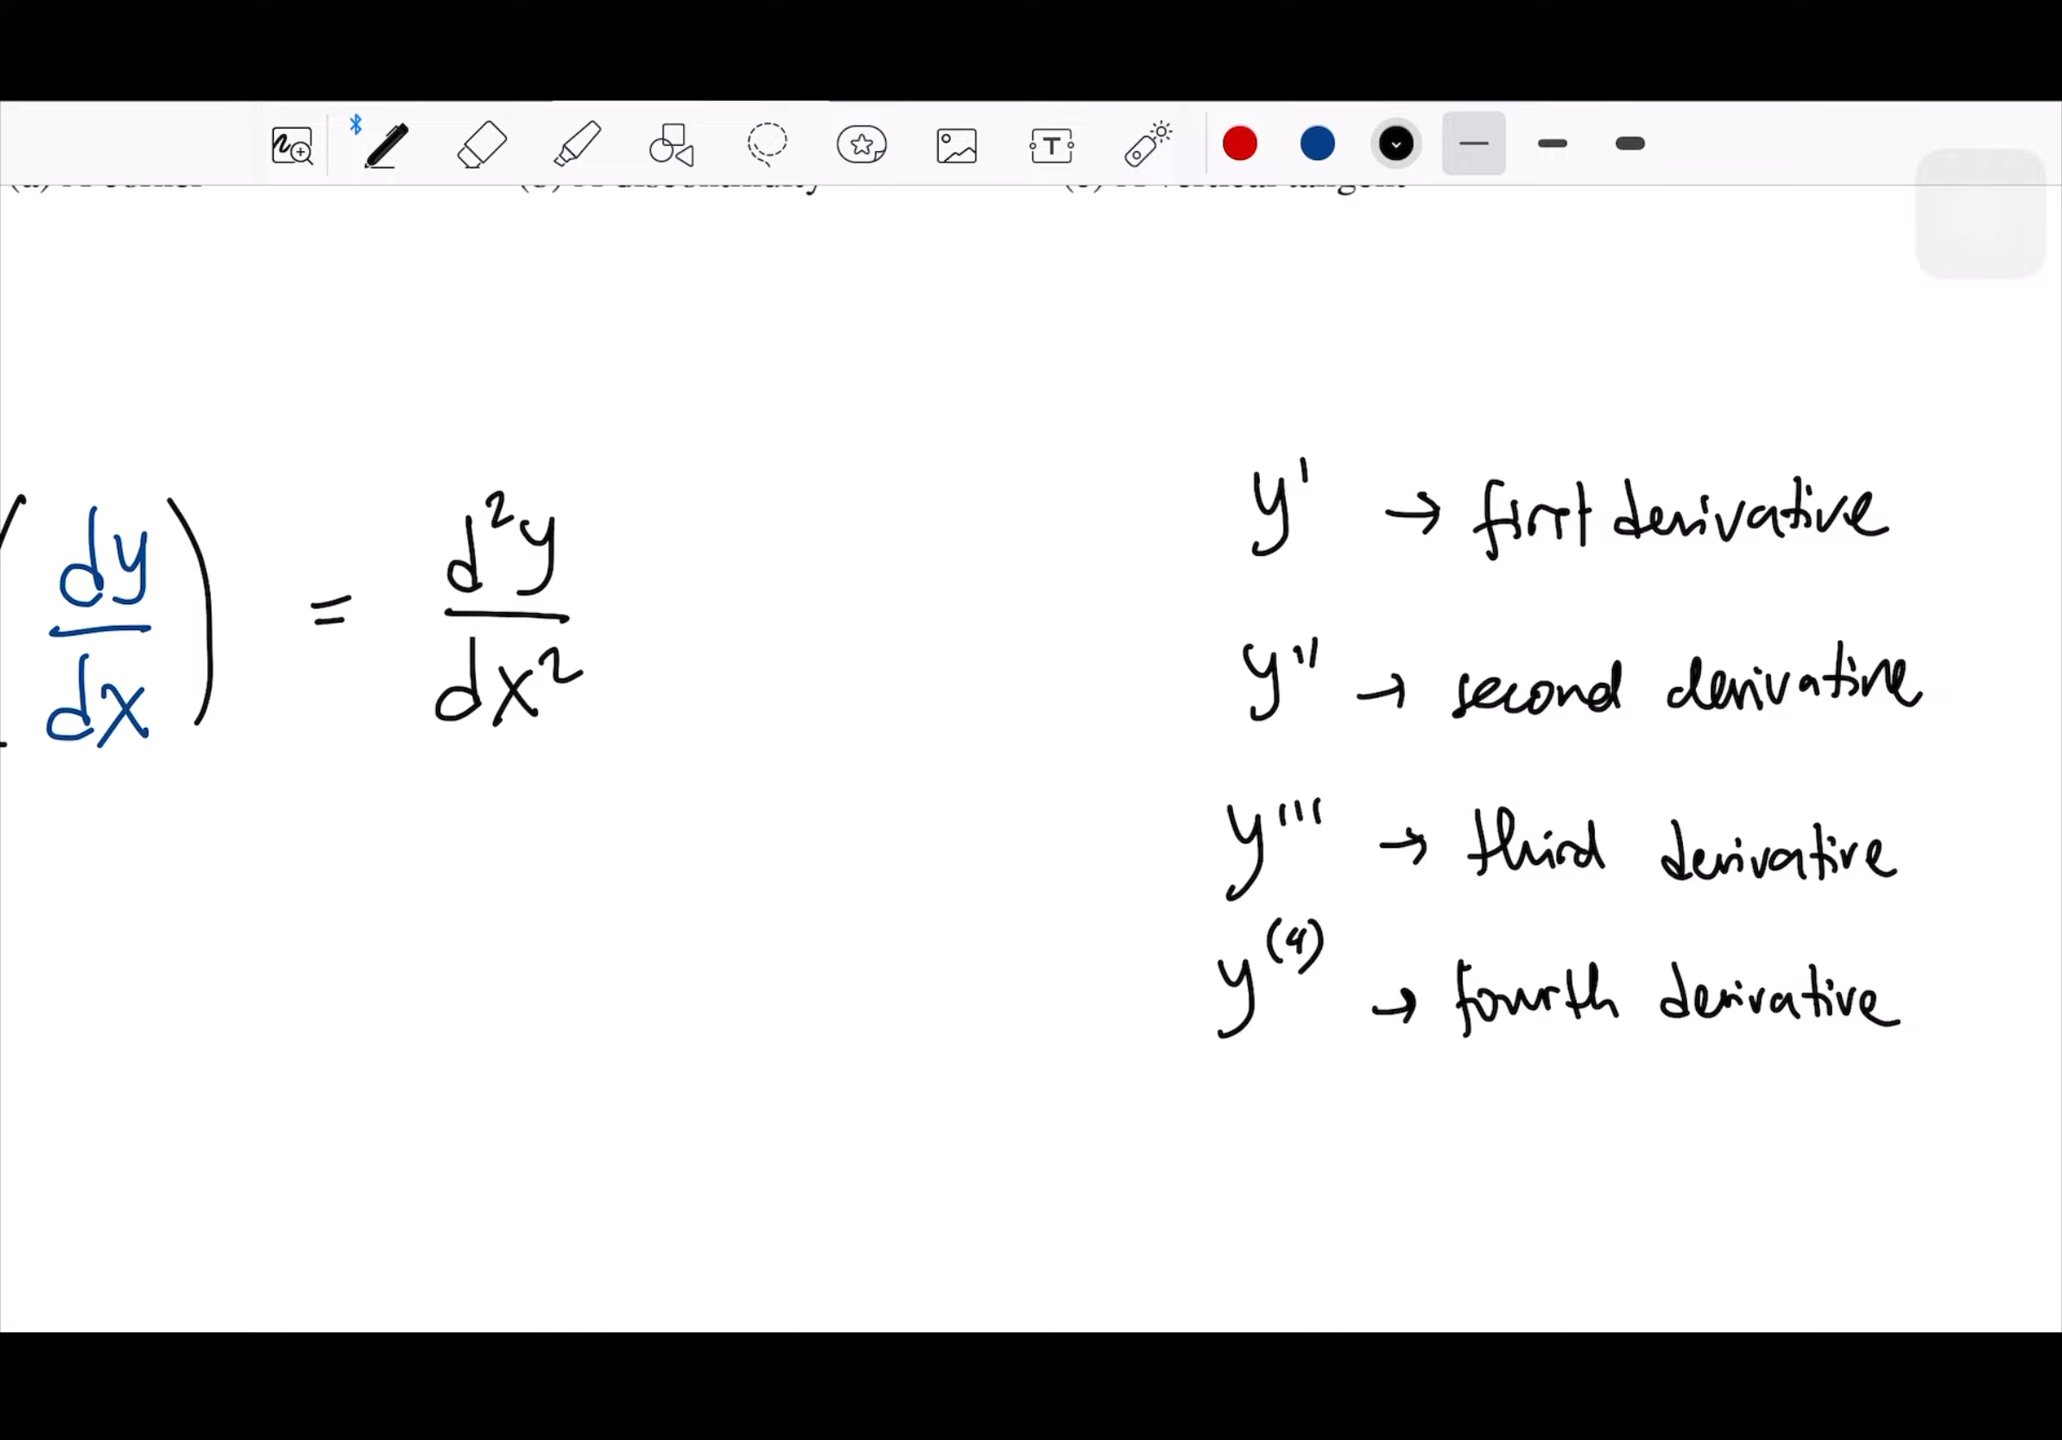 (dy/dx) = d²y/dx²
y' → first derivative
y'' → second derivative
y''' → third derivative
y⁽⁴⁾ → fourth derivative